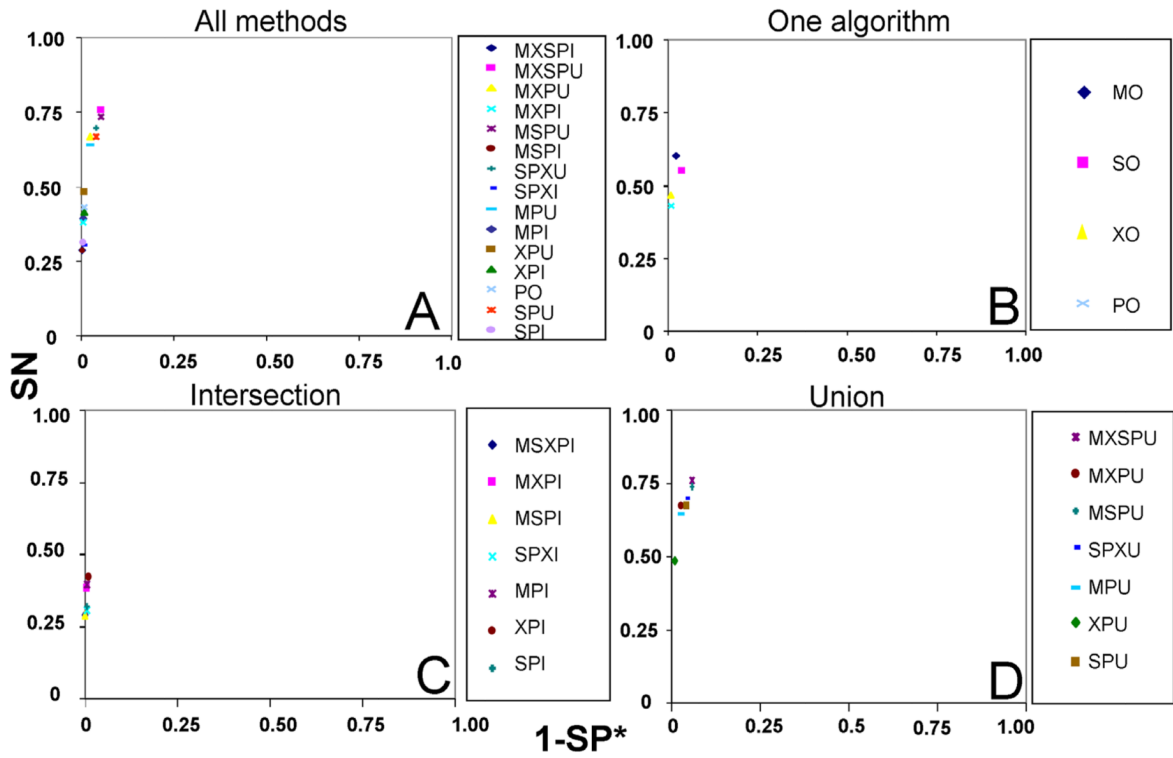 All methods
1.00
0.75
0.50
0.25
0
0
0.25
0.50
0.75
1.0
A
MXSPI
MXSPU
MXPU
MXPI
MSPU
MSPI
SPXU
SPXI
MPU
MPI
XPU
XPI
PO
SPU
SPI
One algorithm
1.00
0.75
0.50
0.25
0
0
0.25
0.50
0.75
1.00
B
MO
SO
XO
PO
SN
Intersection
1.00
0.75
0.50
0.25
0
0
0.25
0.50
0.75
1.00
C
MSXPI
MXPI
MSPI
SPXI
MPI
XPI
SPI
Union
1.00
0.75
0.50
0.25
0
0
0.25
0.5
0.75
1.00
D
MXSPU
MXPU
MSPU
SPXU
MPU
XPU
SPU
1-SP*